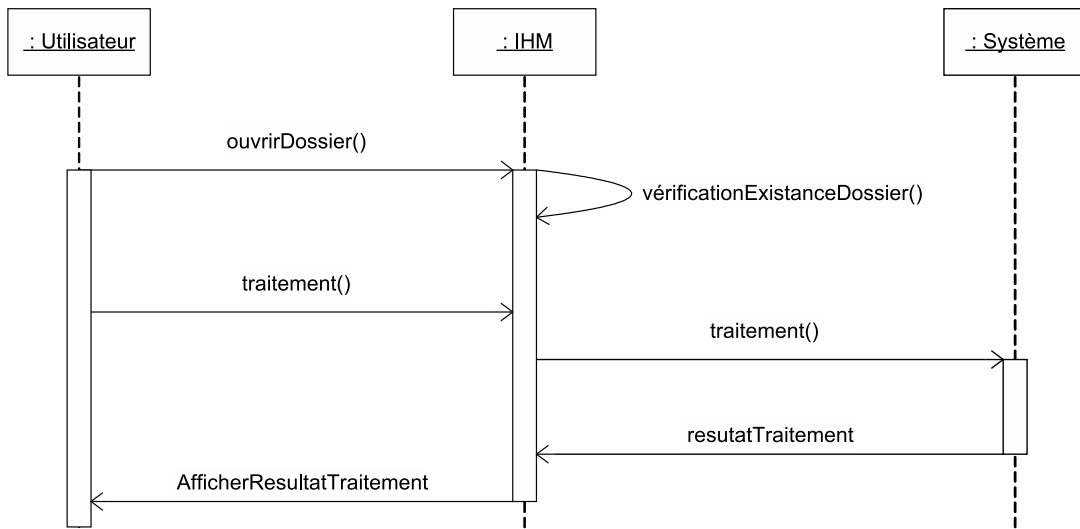 : Utilisateur
: IHM
: Système
ouvrirDossier()
vérificationExistanceDossier()
traitement()
traitement()
resutatTraitement
AfficherResultatTraitement